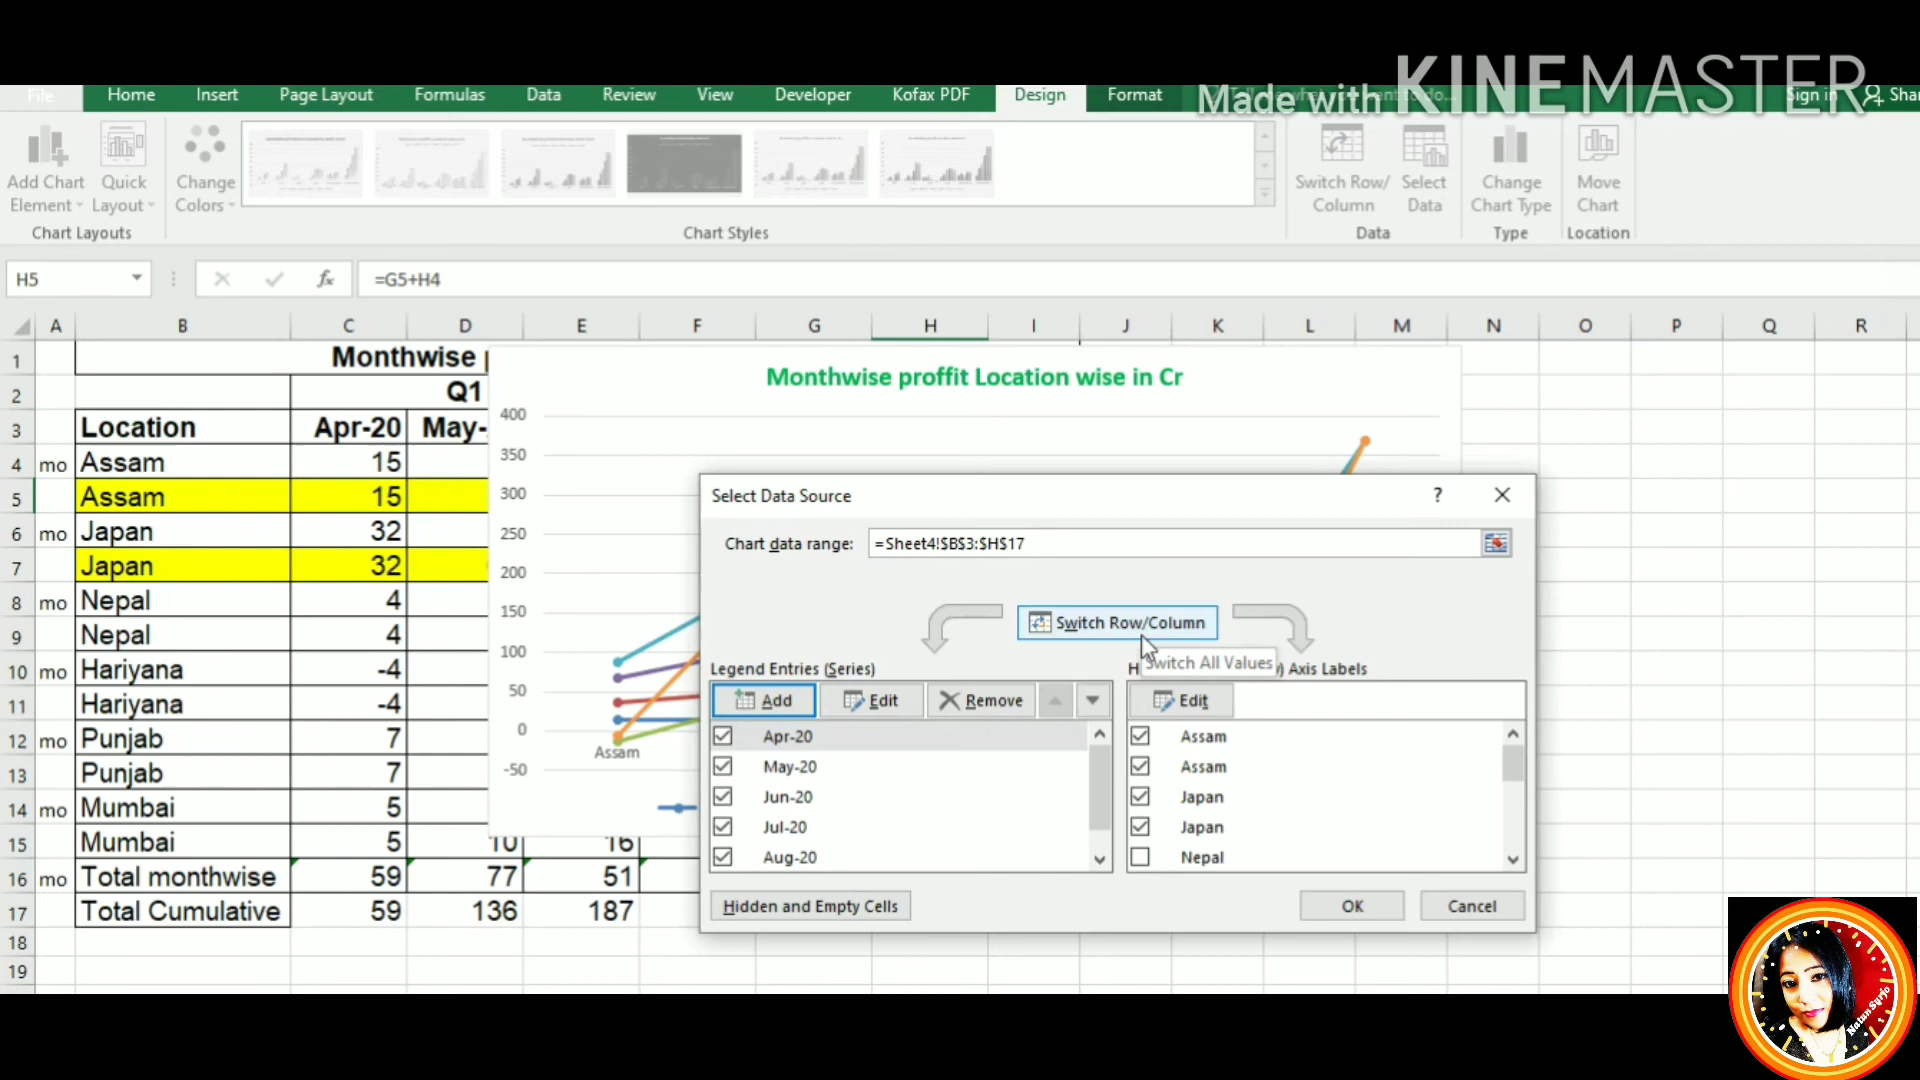 Made with KINEMASTER
File Home Insert Page Layout Formulas Data Review View Developer Kofax PDF Design Format Sign in Shar
Add Chart Element Quick Layout Change Colors Switch Row/ Column Select Data Change Chart Type Move Chart
Chart Layouts Chart Styles Data Type Location
H5 fx =G5+H4
A B C D E F G H I J K L M N O P Q R
1 Monthwise
2 Q1
3 Location Apr-20 May-
4 mo Assam 15
5 Assam 15
6 mo Japan 32
7 Japan 32
8 mo Nepal 4
9 Nepal 4
10 mo Hariyana -4
11 Hariyana -4
12 mo Punjab 7
13 Punjab 7
14 mo Mumbai 5
15 Mumbai 5 10 16
16 mo Total monthwise 59 77 51
17 Total Cumulative 59 136 187
18
19
Monthwise proffit Location wise in Cr
400
350
300
250
200
150
100
50
0
-50
Assam
Select Data Source ?
Chart data range: =Sheet4!$B$3:$H$17
Switch Row/Column
Switch All Values
Legend Entries (Series) Axis Labels
Add Edit Remove Edit
Apr-20 Assam
May-20 Assam
Jun-20 Japan
Jul-20 Japan
Aug-20 Nepal
Hidden and Empty Cells OK Cancel
Natun Surjo